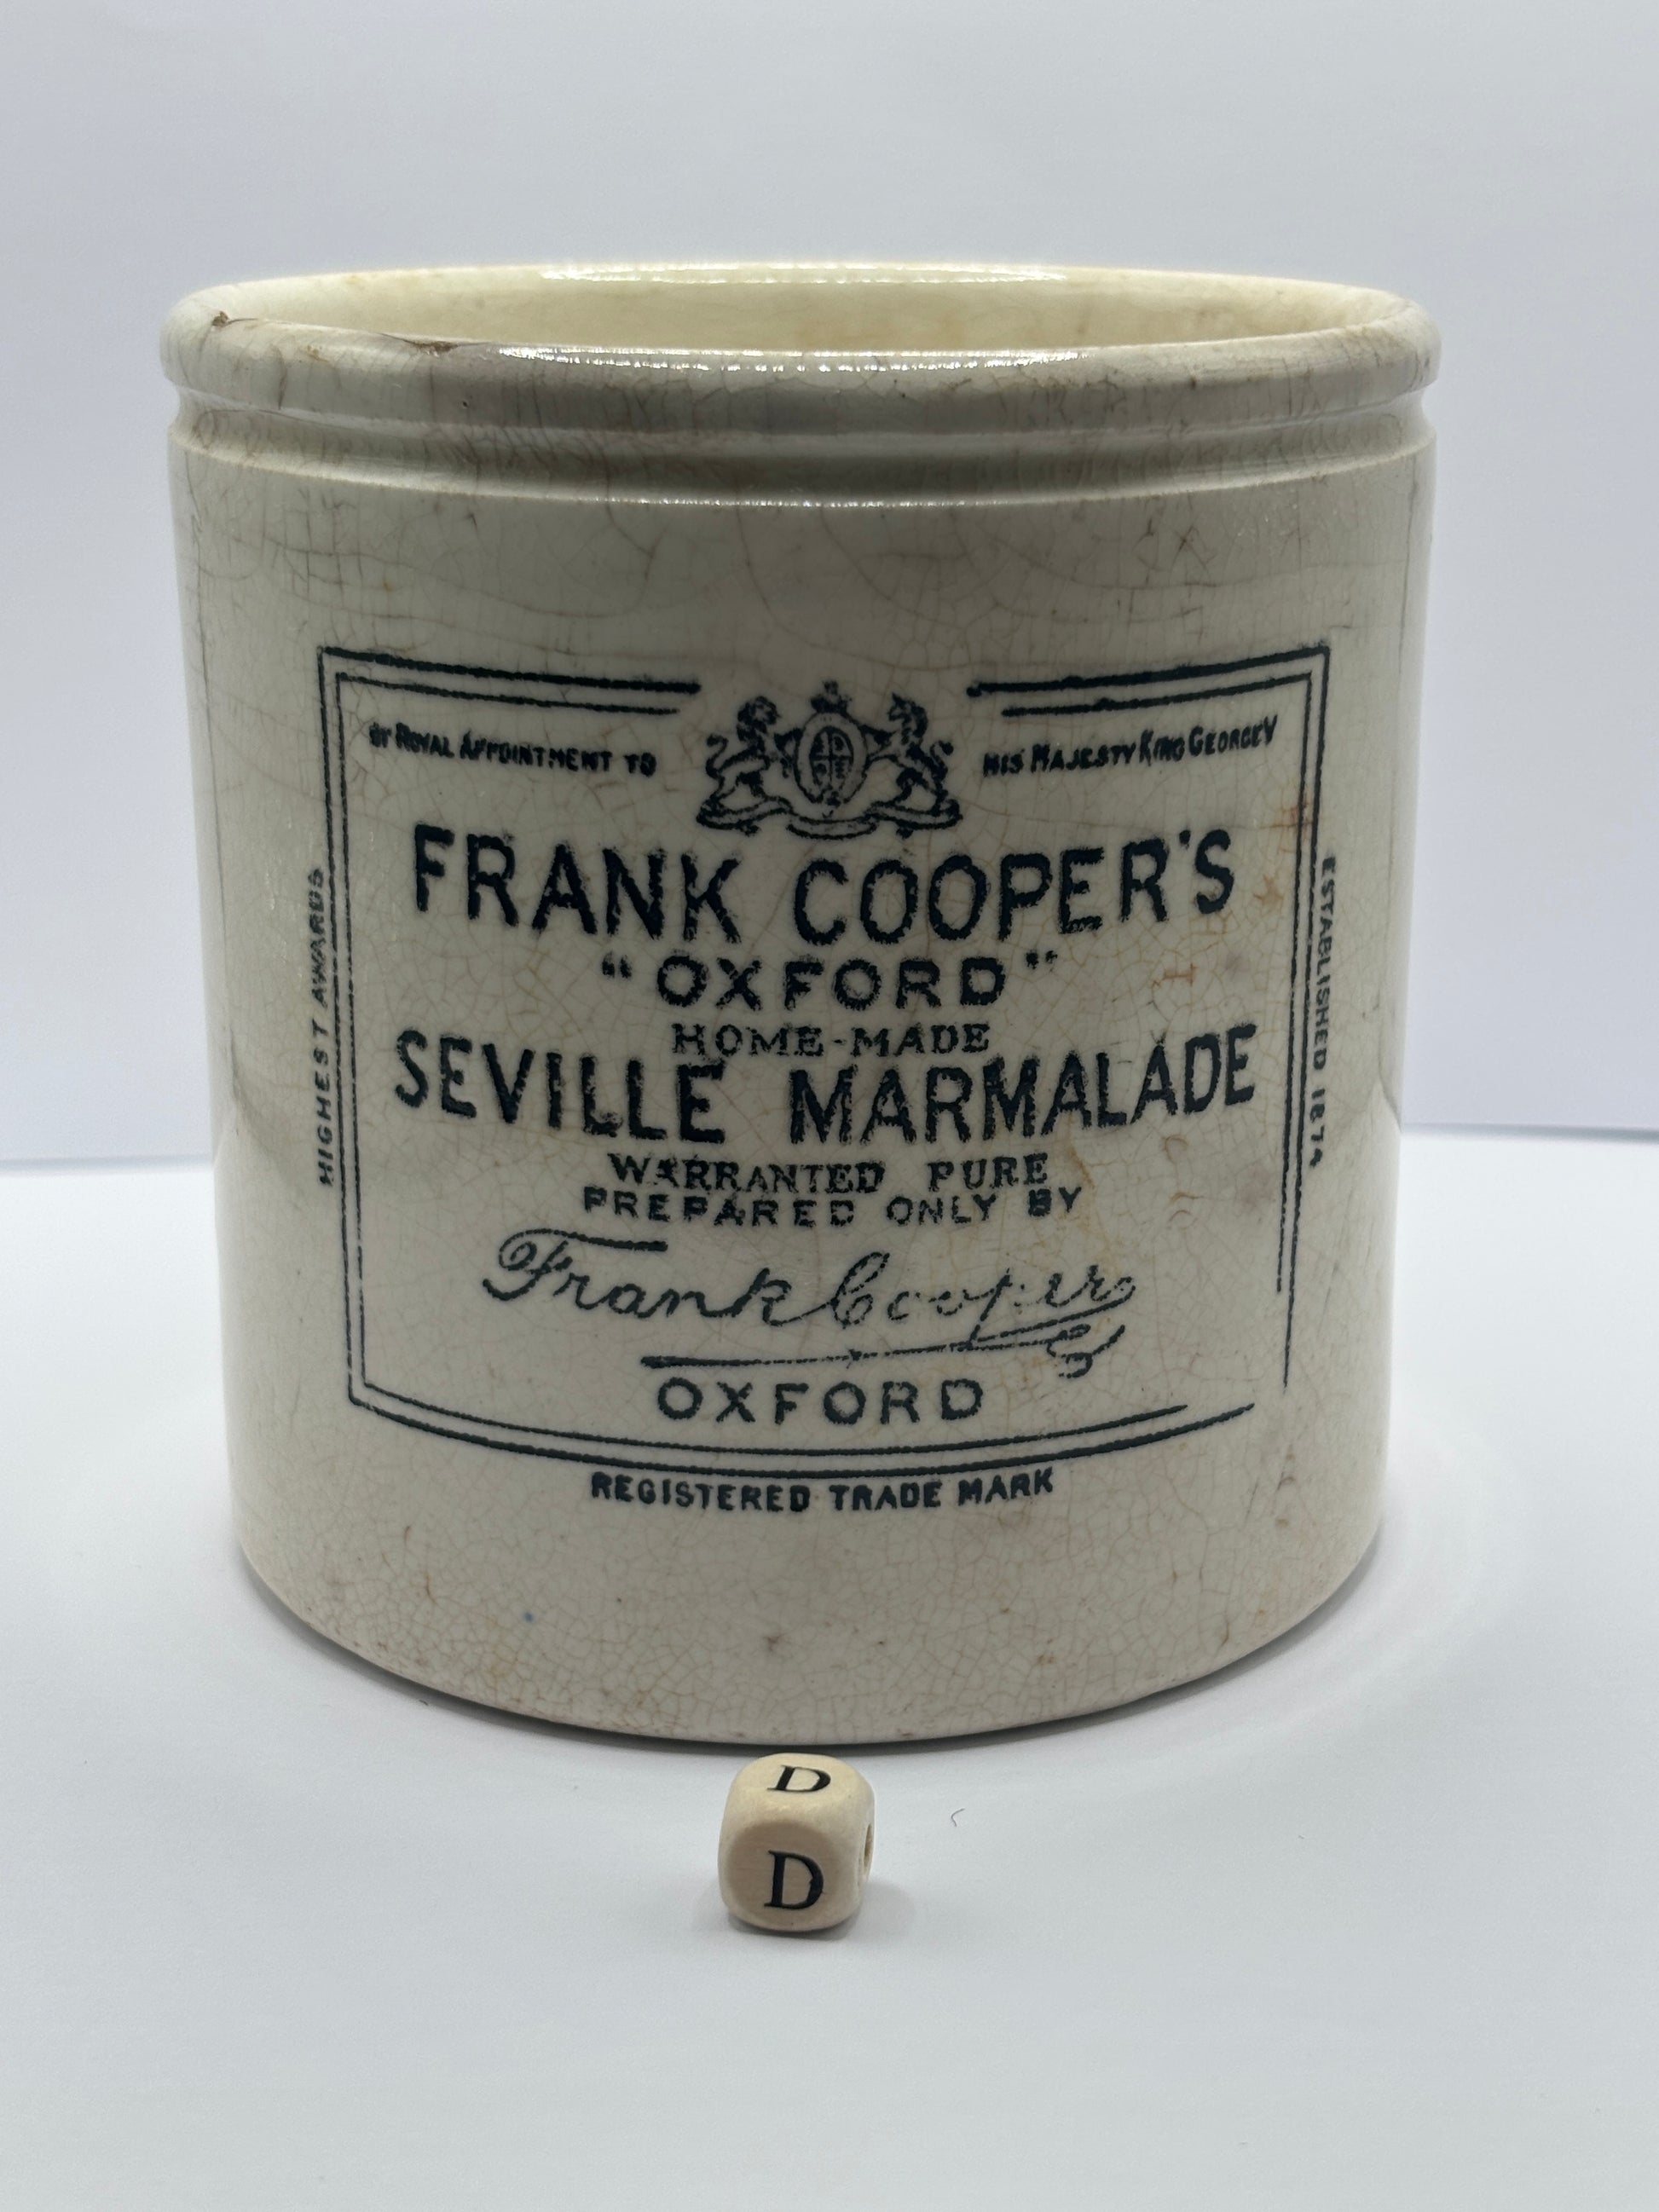 BY ROYAL APPOINTMENT TO HIS MAJESTY KING GEORGE V
FRANK COOPER'S
"OXFORD"
HOME-MADE
SEVILLE MARMALADE
WARRANTED PURE
PREPARED ONLY BY
Frank Cooper
OXFORD
HIGHEST AWARDS
ESTABLISHED 1874
REGISTERED TRADE MARK
D
D